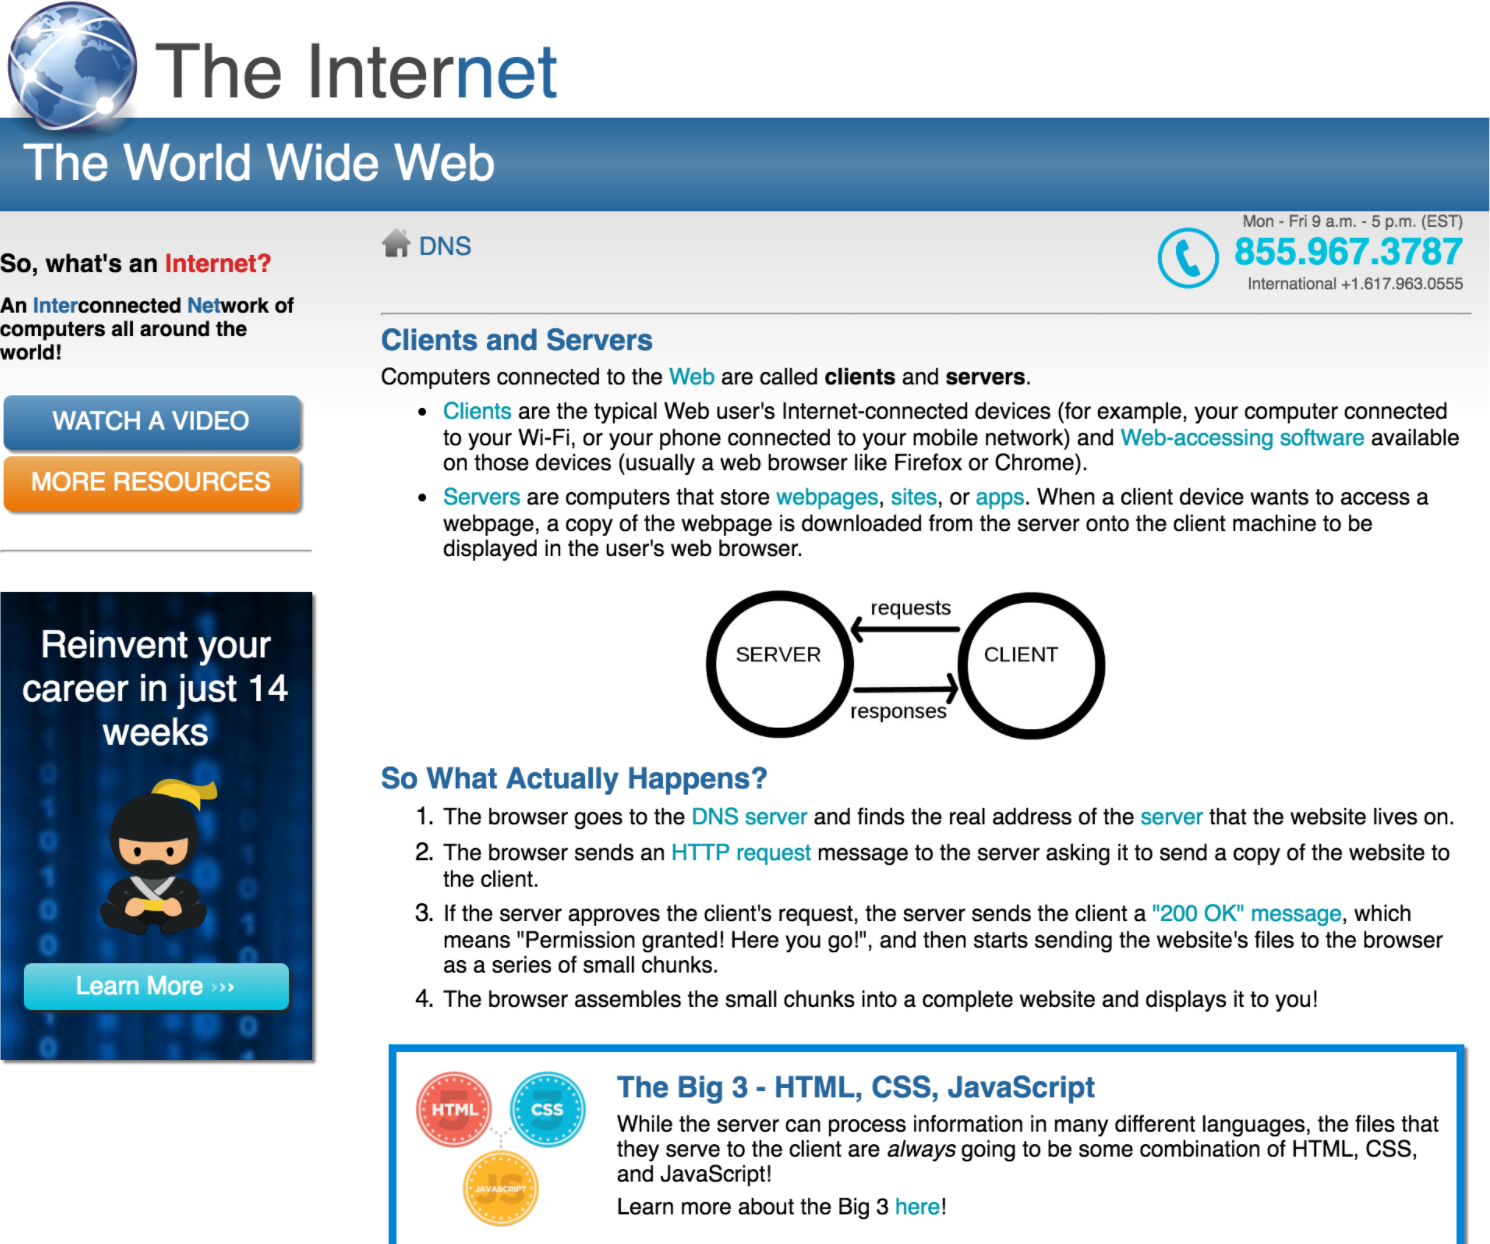 The Internet
The World Wide Web
So, what's an Internet?
An Interconnected Network of
computers all around the
world!
WATCH A VIDEO
MORE RESOURCES
Reinvent your
career in just 14
weeks
Learn More ›››
DNS
Mon - Fri 9 a.m. - 5 p.m. (EST)
855.967.3787
International +1.617.963.0555
Clients and Servers
Computers connected to the Web are called clients and servers.
• Clients are the typical Web user's Internet-connected devices (for example, your computer connected
to your Wi-Fi, or your phone connected to your mobile network) and Web-accessing software available
on those devices (usually a web browser like Firefox or Chrome).
• Servers are computers that store webpages, sites, or apps. When a client device wants to access a
webpage, a copy of the webpage is downloaded from the server onto the client machine to be
displayed in the user's web browser.
requests
SERVER
CLIENT
responses
So What Actually Happens?
1. The browser goes to the DNS server and finds the real address of the server that the website lives on.
2. The browser sends an HTTP request message to the server asking it to send a copy of the website to
the client.
3. If the server approves the client's request, the server sends the client a "200 OK" message, which
means "Permission granted! Here you go!", and then starts sending the website's files to the browser
as a series of small chunks.
4. The browser assembles the small chunks into a complete website and displays it to you!
HTML
CSS
JAVASCRIPT
The Big 3 - HTML, CSS, JavaScript
While the server can process information in many different languages, the files that
they serve to the client are always going to be some combination of HTML, CSS,
and JavaScript!
Learn more about the Big 3 here!